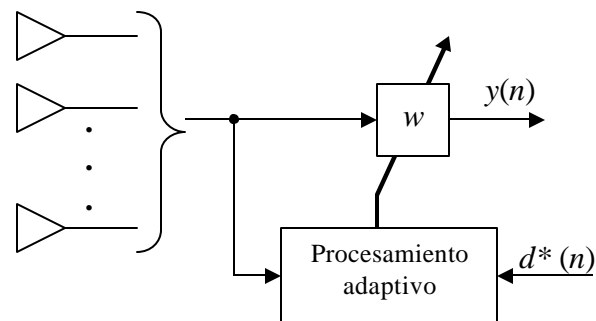 y(n)
w
Procesamiento
adaptivo
d* (n)